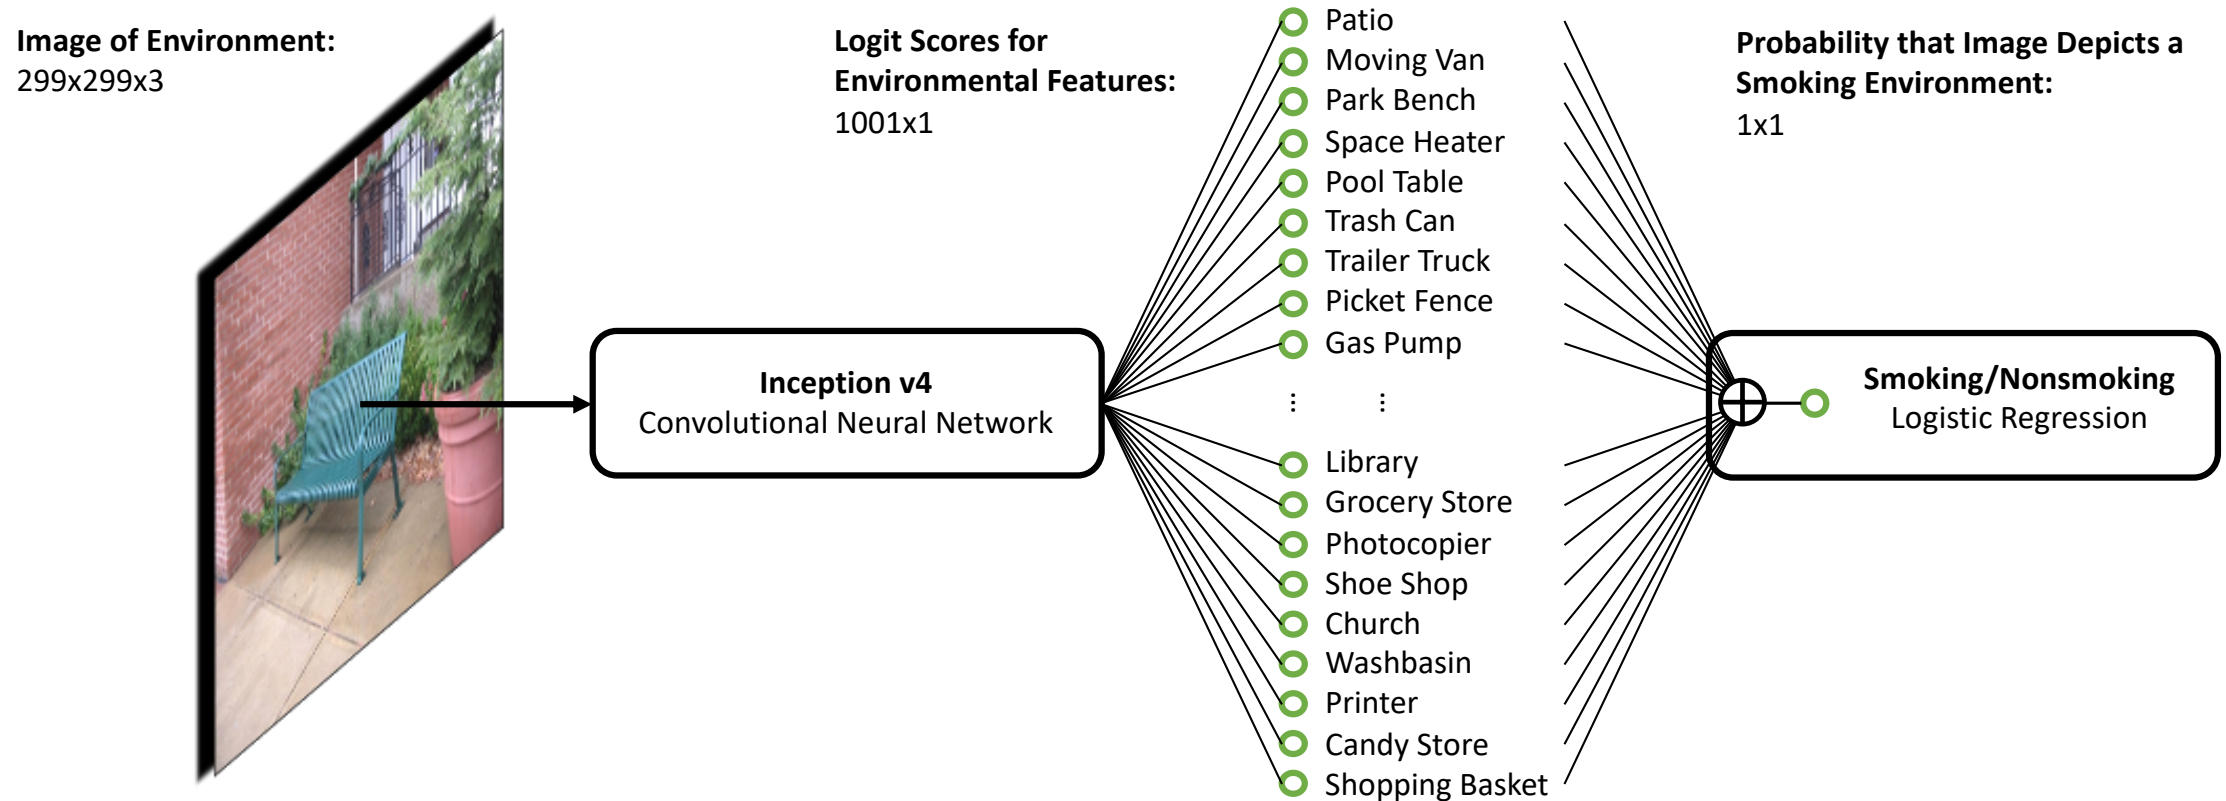 Image of Environment:
299x299x3
Logit Scores for
Environmental Features:
1001x1
Patio
Moving Van
Park Bench
Space Heater
Pool Table
Trash Can
Trailer Truck
Picket Fence
Gas Pump
... ...
Library
Grocery Store
Photocopier
Shoe Shop
Church
Washbasin
Printer
Candy Store
Shopping Basket
Inception v4
Convolutional Neural Network
Probability that Image Depicts a
Smoking Environment:
1x1
Smoking/Nonsmoking
Logistic Regression